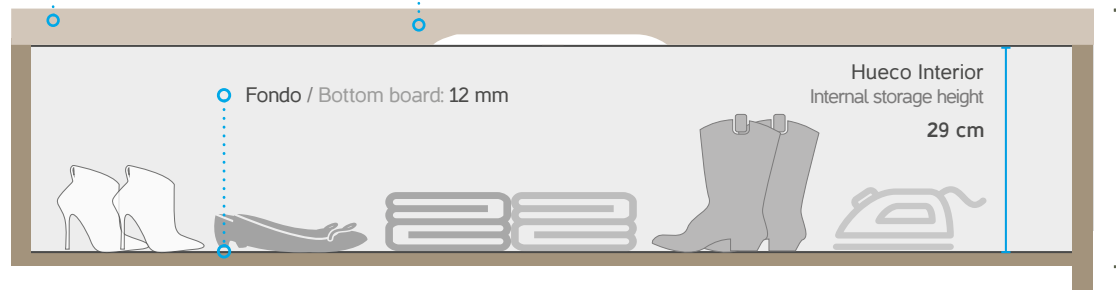 Hueco Interior
Internal storage height
29 cm
Fondo / Bottom board: 12 mm